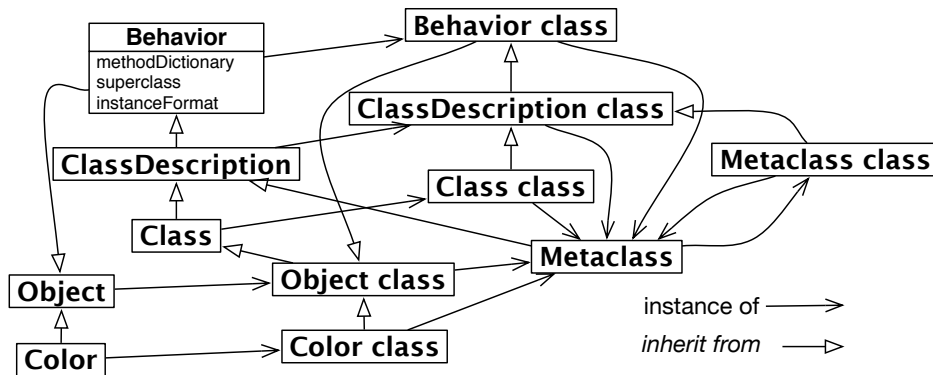 Behavior
methodDictionary
superclass
instanceFormat
Behavior class
ClassDescription class
ClassDescription
Metaclass class
Class class
Class
Metaclass
Object class
Object
instance of
Color class
inherit from
Color